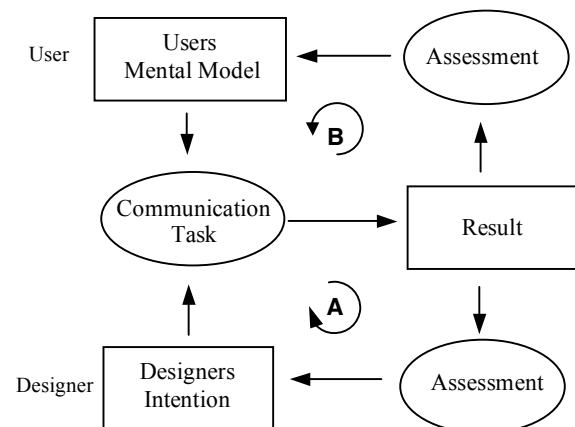 User
Users
Mental Model
Assessment
B
Communication
Task
Result
A
Designer
Designers
Intention
Assessment